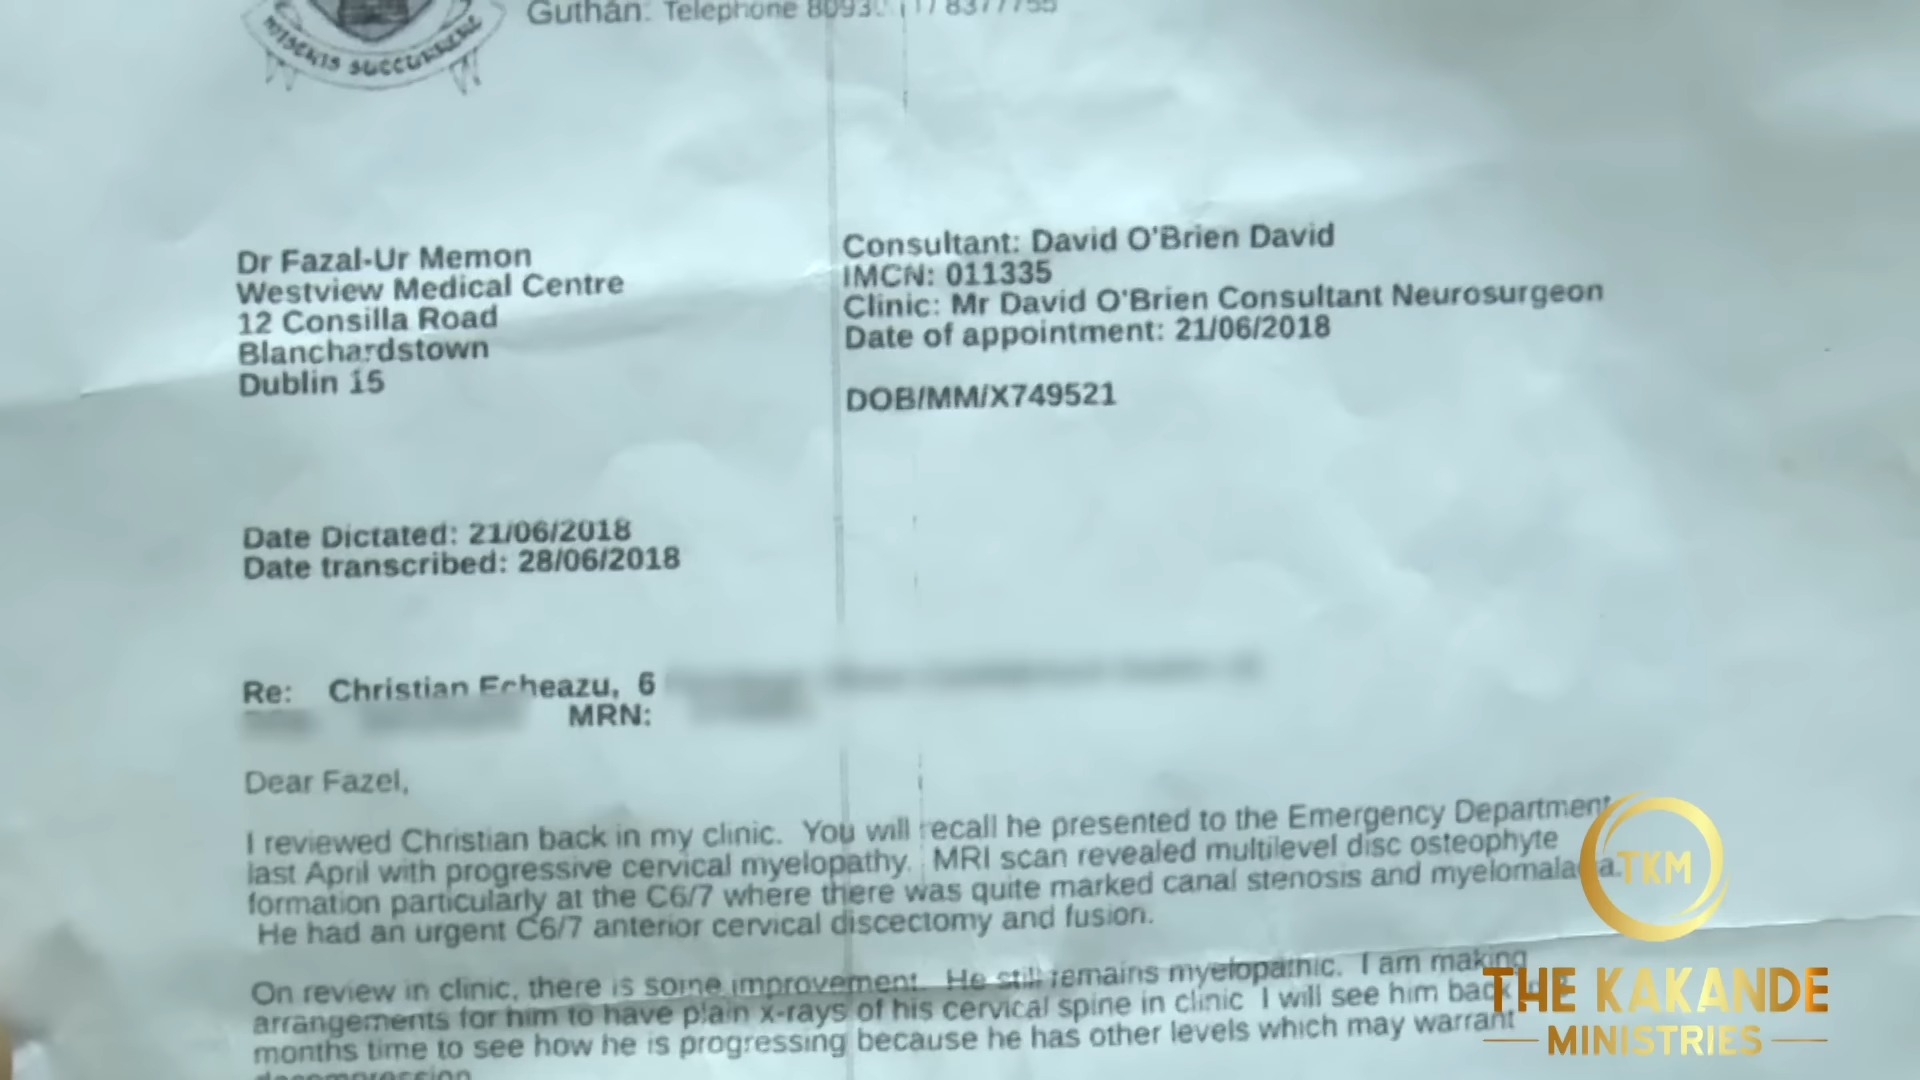 Guthán: Telephone 8093
MISERIS SUCCURRERE
Dr Fazal-Ur Memon
Westview Medical Centre
12 Consilla Road
Blanchardstown
Dublin 15
Consultant: David O'Brien David
IMCN: 011335
Clinic: Mr David O'Brien Consultant Neurosurgeon
Date of appointment: 21/06/2018
DOB/MM/X749521
Date Dictated: 21/06/2018
Date transcribed: 28/06/2018
Re: Christian Echeazu, 6
MRN:
Dear Fazel,
I reviewed Christian back in my clinic. You will recall he presented to the Emergency Department
last April with progressive cervical myelopathy. MRI scan revealed multilevel disc osteophyte
formation particularly at the C6/7 where there was quite marked canal stenosis and myelomalacia.
He had an urgent C6/7 anterior cervical discectomy and fusion.
On review in clinic, there is some improvement. He still remains myelopathic. I am making
arrangements for him to have plain x-rays of his cervical spine in clinic I will see him back
months time to see how he is progressing because he has other levels which may warrant
decompression
TKM
THE KAKANDE
MINISTRIES